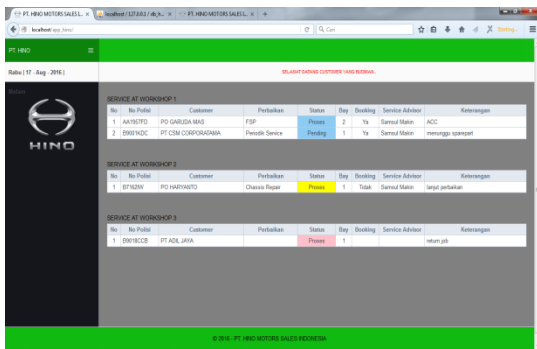 PT. HINO MOTORS SALES I... × localhost / 127.0.0.1 / db_h... × PT. HINO MOTORS SALES I... × +
localhost/app_hino/ Cari
PT. HINO
Rabu | 17 - Aug - 2016 | SELAMAT DATANG CUSTOMER YANG BUDIMAN.
HINO
SERVICE AT WORKSHOP 1
No No Polisi Customer Perbaikan Status Bay Booking Service Advisor Keterangan
1 AA1957FD PO GARUDA MAS FSP Proses 2 Ya Samsul Makin ACC
2 B9001KDC PT CSM CORPORATAMA Periodik Service Pending 1 Ya Samsul Makin menunggu sparepart
SERVICE AT WORKSHOP 2
No No Polisi Customer Perbaikan Status Bay Booking Service Advisor Keterangan
1 B7162IW PO HARYANTO Chassis Repair Proses 1 Tidak Samsul Makin lanjut perbaikan
SERVICE AT WORKSHOP 3
No No Polisi Customer Perbaikan Status Bay Booking Service Advisor Keterangan
1 B9018CCB PT ADIL JAYA Proses 1 return job
© 2016 - PT. HINO MOTORS SALES INDONESIA